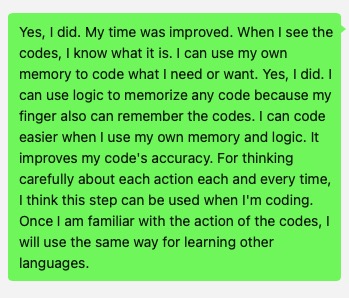 Yes, I did. My time was improved. When I see the
codes, I know what it is. I can use my own
memory to code what I need or want. Yes, I did. I
can use logic to memorize any code because my
finger also can remember the codes. I can code
easier when I use my own memory and logic. It
improves my code's accuracy. For thinking
carefully about each action each and every time,
I think this step can be used when I'm coding.
Once I am familiar with the action of the codes, I
will use the same way for learning other
languages.